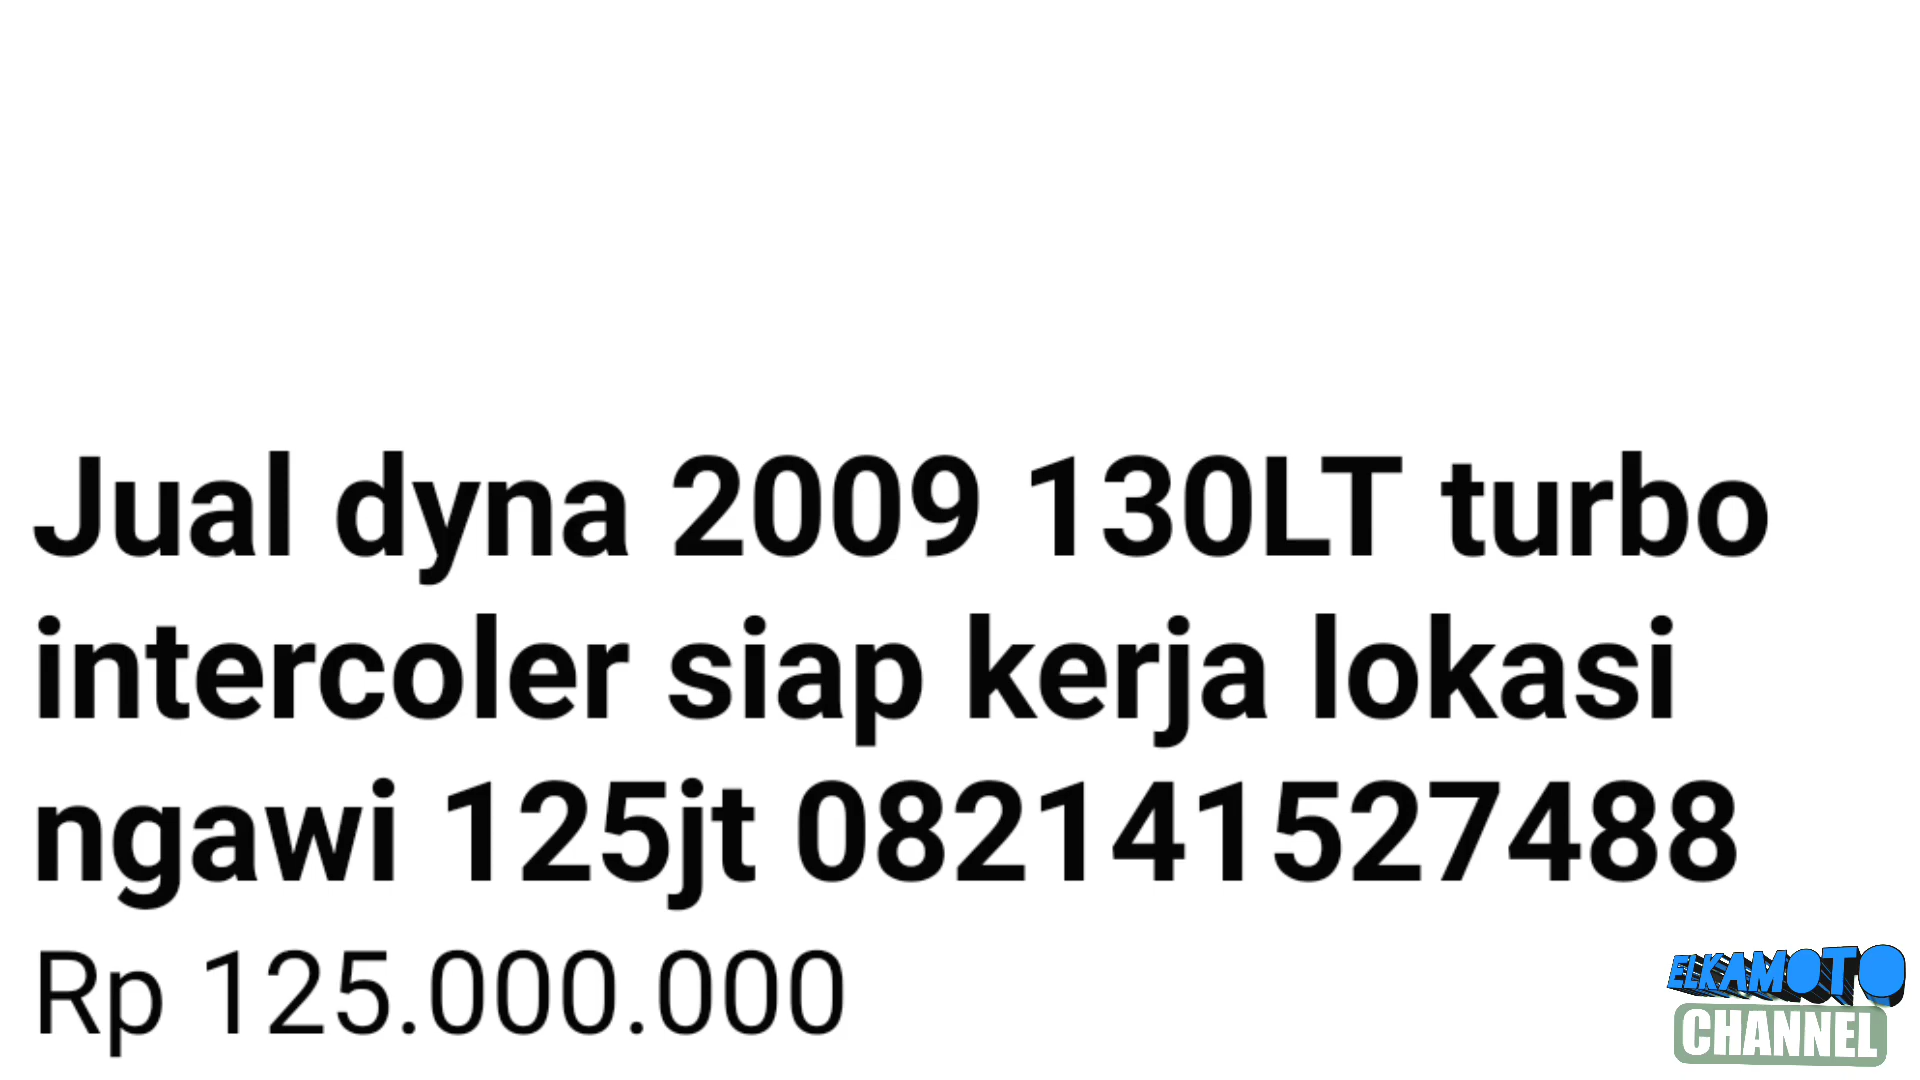 Jual dyna 2009 130LT turbo
intercoler siap kerja lokasi
ngawi 125jt 082141527488
Rp 125.000.000
ELKAMOTO
CHANNEL